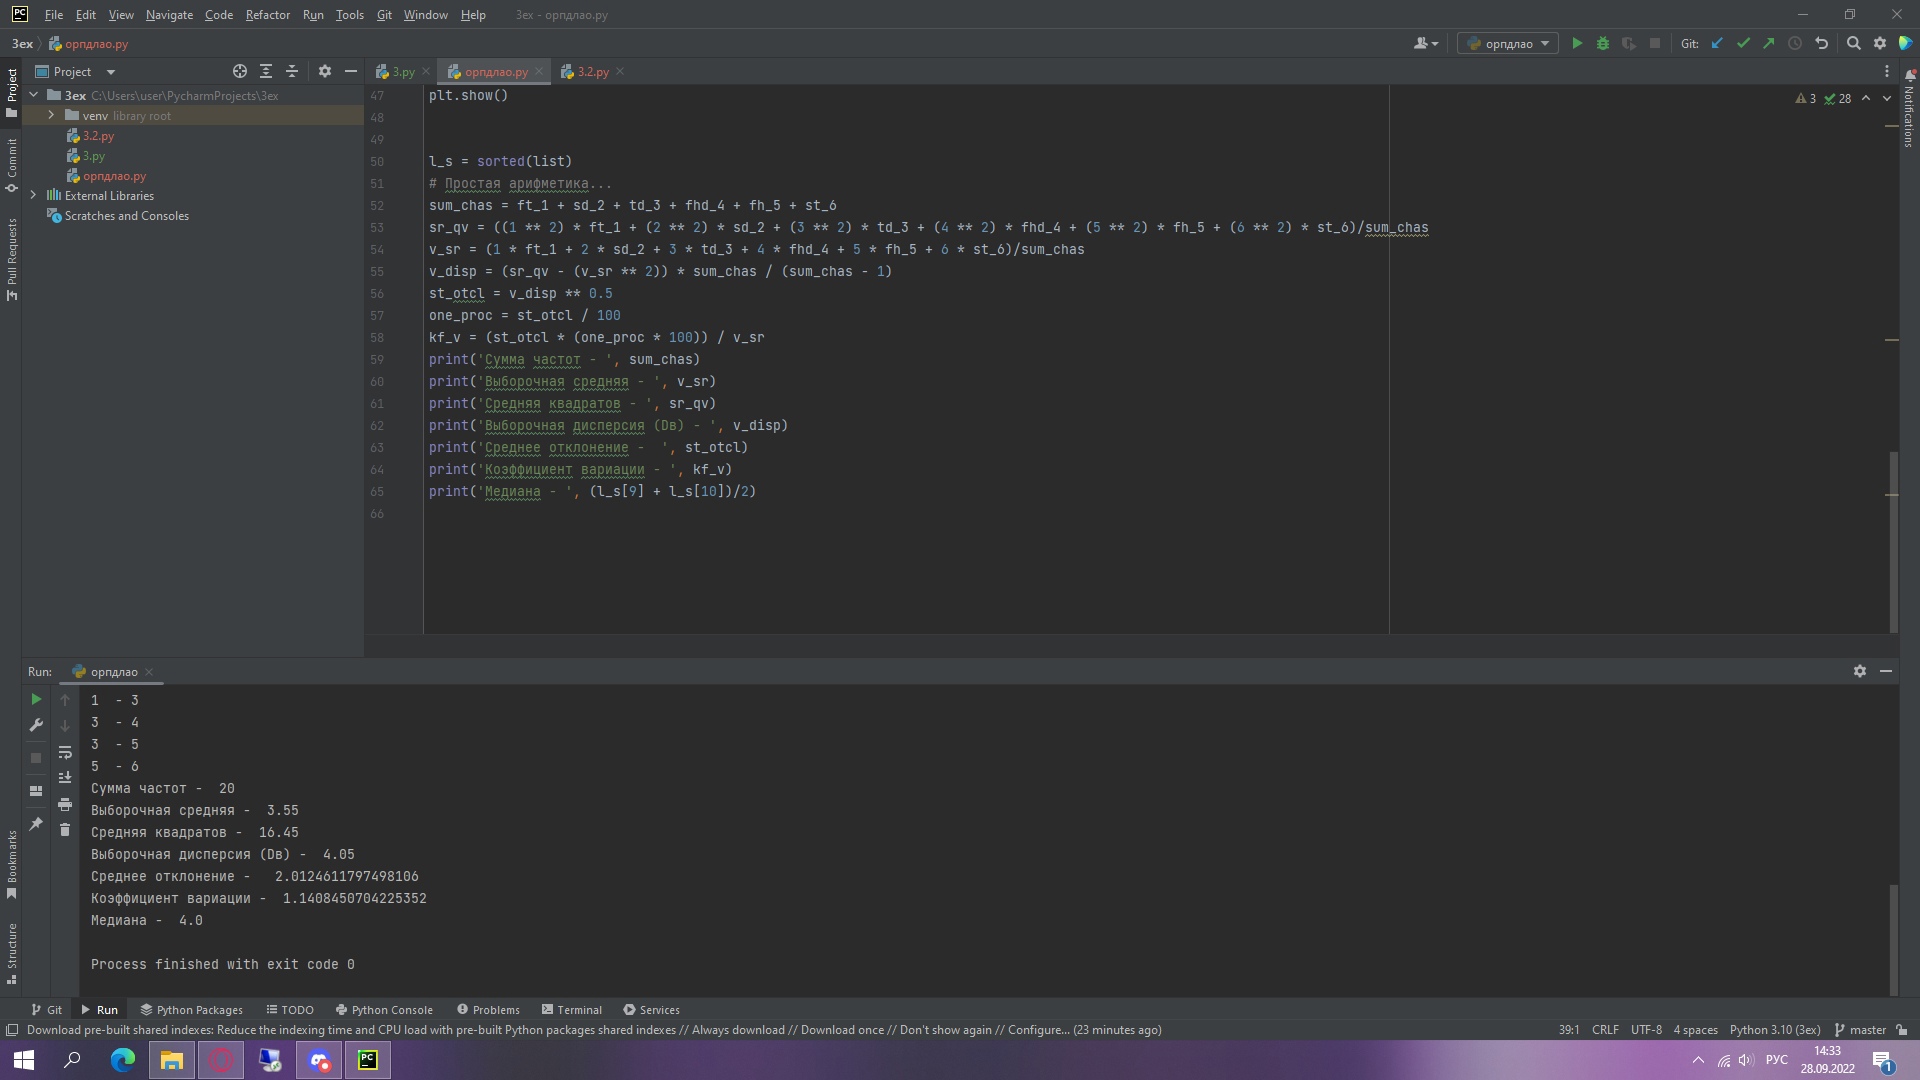 PC File Edit View Navigate Code Refactor Run Tools Git Window Help 3ex - орпдлао.py
3ex орпдлао.py орпдлао Git:
Project 3.py орпдлао.py 3.2.py
3ex C:\Users\user\PycharmProjects\3ex
venv library root
3.2.py
3.py
орпдлао.py
External Libraries
Scratches and Consoles
Project
Commit
Pull Requests
Bookmarks
Structure
Notifications
3 28
47 plt.show()
48
49
50 l_s = sorted(list)
51 # Простая арифметика...
52 sum_chas = ft_1 + sd_2 + td_3 + fhd_4 + fh_5 + st_6
53 sr_qv = ((1 ** 2) * ft_1 + (2 ** 2) * sd_2 + (3 ** 2) * td_3 + (4 ** 2) * fhd_4 + (5 ** 2) * fh_5 + (6 ** 2) * st_6)/sum_chas
54 v_sr = (1 * ft_1 + 2 * sd_2 + 3 * td_3 + 4 * fhd_4 + 5 * fh_5 + 6 * st_6)/sum_chas
55 v_disp = (sr_qv - (v_sr ** 2)) * sum_chas / (sum_chas - 1)
56 st_otcl = v_disp ** 0.5
57 one_proc = st_otcl / 100
58 kf_v = (st_otcl * (one_proc * 100)) / v_sr
59 print('Сумма частот - ', sum_chas)
60 print('Выборочная средняя - ', v_sr)
61 print('Средняя квадратов - ', sr_qv)
62 print('Выборочная дисперсия (Dв) - ', v_disp)
63 print('Среднее отклонение -  ', st_otcl)
64 print('Коэффициент вариации - ', kf_v)
65 print('Медиана - ', (l_s[9] + l_s[10])/2)
66
Run: орпдлао
1  - 3
3  - 4
3  - 5
5  - 6
Сумма частот -  20
Выборочная средняя -  3.55
Средняя квадратов -  16.45
Выборочная дисперсия (Dв) -  4.05
Среднее отклонение -   2.0124611797498106
Коэффициент вариации -  1.1408450704225352
Медиана -  4.0
Process finished with exit code 0
Git Run Python Packages TODO Python Console Problems Terminal Services
Download pre-built shared indexes: Reduce the indexing time and CPU load with pre-built Python packages shared indexes // Always download // Download once // Don't show again // Configure... (23 minutes ago) 39:1 CRLF UTF-8 4 spaces Python 3.10 (3ex) master
PC РУС 14:33
28.09.2022
1